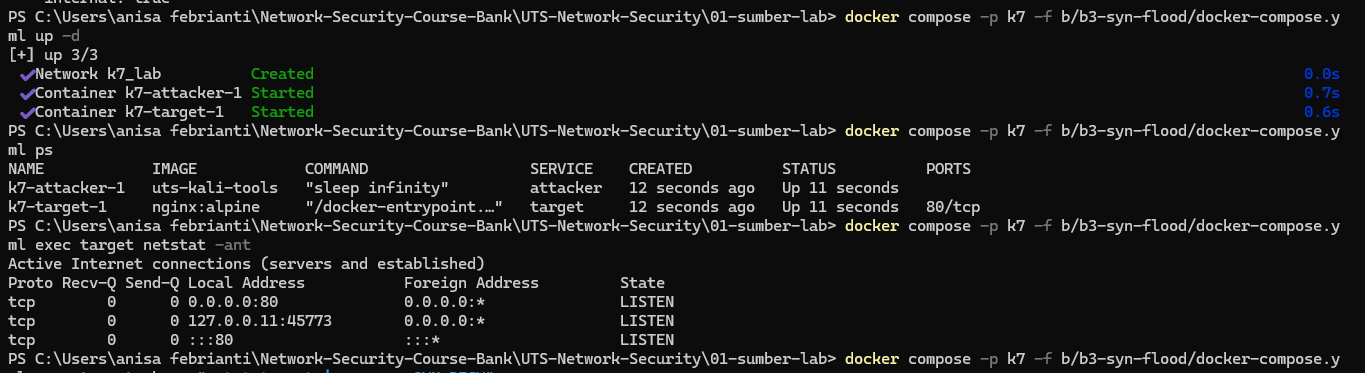 internal: true
PS C:\Users\anisa febrianti\Network-Security-Course-Bank\UTS-Network-Security\01-sumber-lab> docker compose -p k7 -f b/b3-syn-flood/docker-compose.y
ml up -d
[+] up 3/3
✔Network k7_lab Created 0.0s
✔Container k7-attacker-1 Started 0.7s
✔Container k7-target-1 Started 0.6s
PS C:\Users\anisa febrianti\Network-Security-Course-Bank\UTS-Network-Security\01-sumber-lab> docker compose -p k7 -f b/b3-syn-flood/docker-compose.y
ml ps
NAME IMAGE COMMAND SERVICE CREATED STATUS PORTS
k7-attacker-1 uts-kali-tools "sleep infinity" attacker 12 seconds ago Up 11 seconds
k7-target-1 nginx:alpine "/docker-entrypoint.…" target 12 seconds ago Up 11 seconds 80/tcp
PS C:\Users\anisa febrianti\Network-Security-Course-Bank\UTS-Network-Security\01-sumber-lab> docker compose -p k7 -f b/b3-syn-flood/docker-compose.y
ml exec target netstat -ant
Active Internet connections (servers and established)
Proto Recv-Q Send-Q Local Address Foreign Address State
tcp 0 0 0.0.0.0:80 0.0.0.0:* LISTEN
tcp 0 0 127.0.0.11:45773 0.0.0.0:* LISTEN
tcp 0 0 :::80 :::* LISTEN
PS C:\Users\anisa febrianti\Network-Security-Course-Bank\UTS-Network-Security\01-sumber-lab> docker compose -p k7 -f b/b3-syn-flood/docker-compose.y